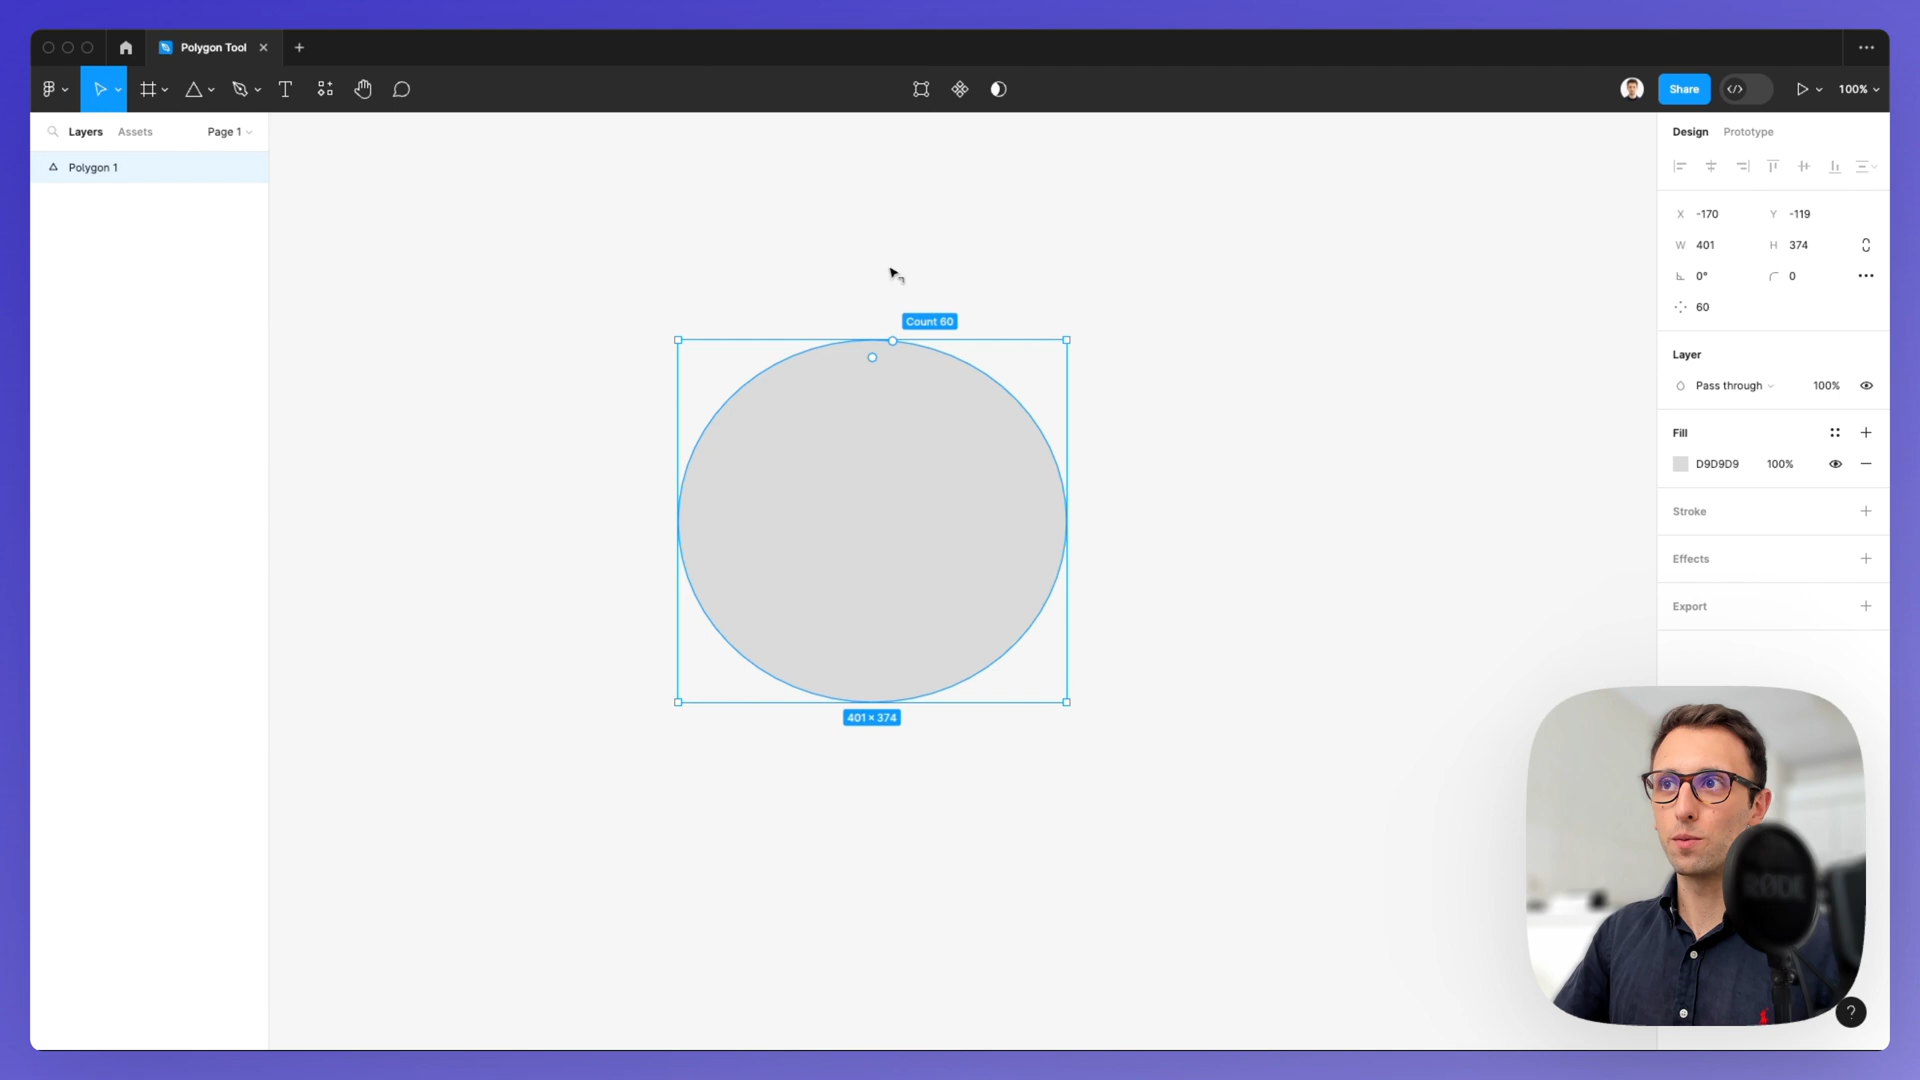 Polygon Tool
Share
100%
Layers
Assets
Page 1
Design
Prototype
Polygon 1
X -170
Y -119
W 401
H 374
0°
0
60
Count 60
401 × 374
Layer
Pass through
100%
Fill
D9D9D9
100%
Stroke
Effects
Export
RØDE
?